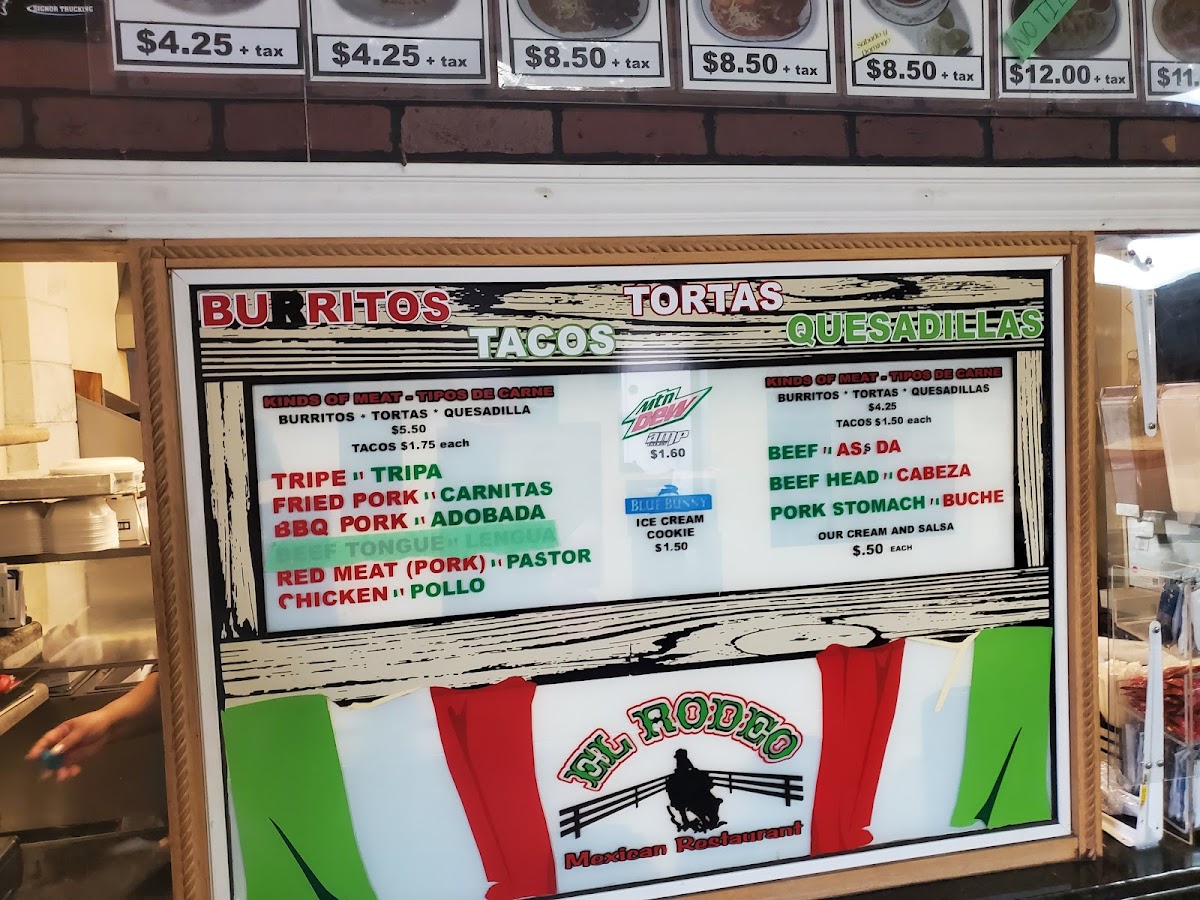 SIGNOR TRUCKING
$4.25 + tax
$4.25 + tax
$8.50 + tax
$8.50 + tax
Sabado y
Domingo
$8.50 + tax
$12.00 + tax
$11.
BURRITOS
TACOS
TORTAS
QUESADILLAS
KINDS OF MEAT - TIPOS DE CARNE
BURRITOS * TORTAS * QUESADILLA
$5.50
TACOS $1.75 each
TRIPE " TRIPA
FRIED PORK " CARNITAS
BBQ PORK " ADOBADA
BEEF TONGUE " LENGUA
RED MEAT (PORK) " PASTOR
CHICKEN " POLLO
Mtn
DEW
amp
$1.60
BLUE BUNNY
ICE CREAM
COOKIE
$1.50
KINDS OF MEAT - TIPOS DE CARNE
BURRITOS * TORTAS * QUESADILLAS
$4.25
TACOS $1.50 each
BEEF " AS DA
BEEF HEAD " CABEZA
PORK STOMACH " BUCHE
OUR CREAM AND SALSA
$.50 EACH
EL RODEO
Mexican Restaurant